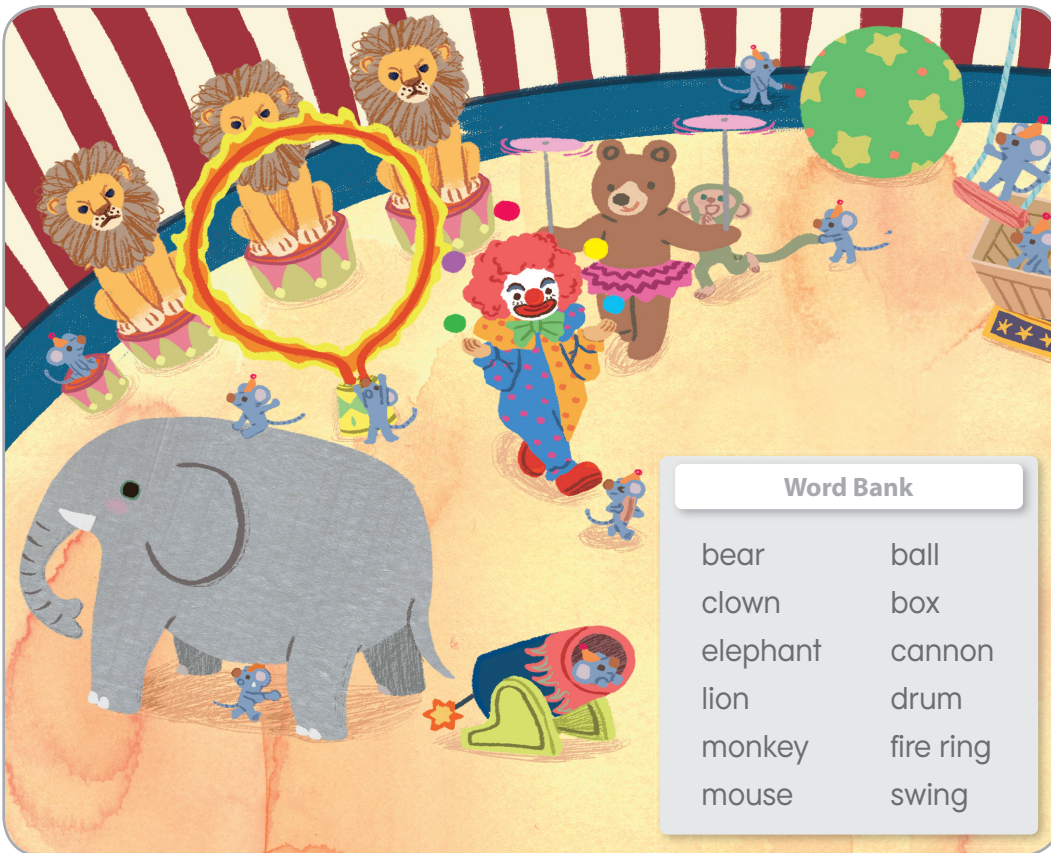 Word Bank
bear
clown
elephant
lion
monkey
mouse
ball
box
cannon
drum
fire ring
swing